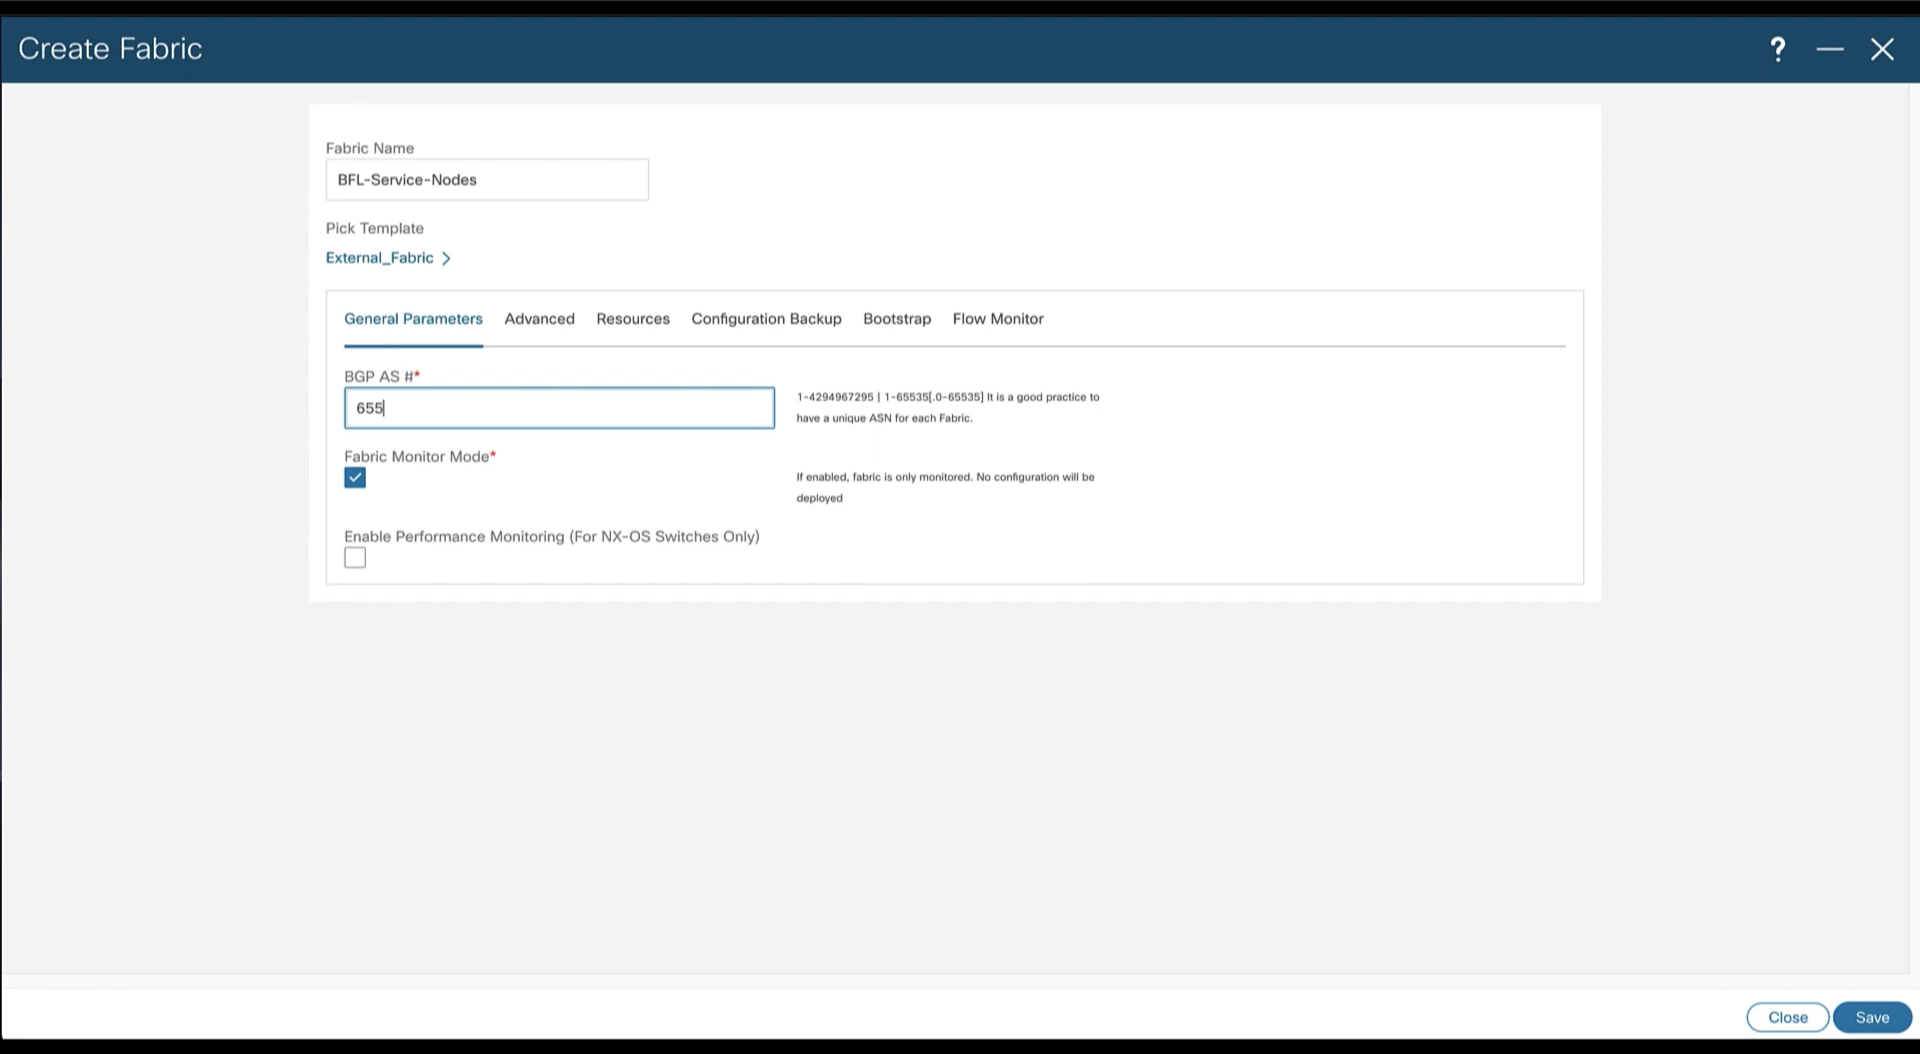 Create Fabric
?
Fabric Name
BFL-Service-Nodes
Pick Template
External_Fabric >
General Parameters Advanced Resources Configuration Backup Bootstrap Flow Monitor
BGP AS #*
655
1-4294967295 | 1-65535[.0-65535] It is a good practice to
have a unique ASN for each Fabric.
Fabric Monitor Mode*
If enabled, fabric is only monitored. No configuration will be
deployed
Enable Performance Monitoring (For NX-OS Switches Only)
Close Save